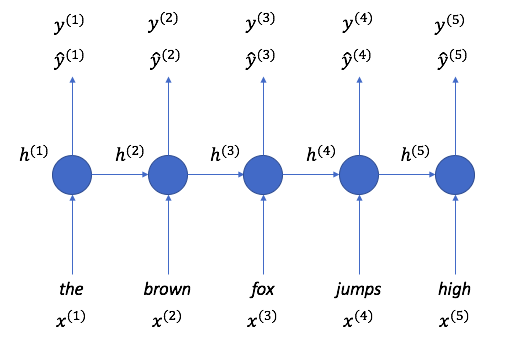 y^(1) y^(2) y^(3) y^(4) y^(5)
ŷ^(1) ŷ^(2) ŷ^(3) ŷ^(4) ŷ^(5)
h^(1) h^(2) h^(3) h^(4) h^(5)
the brown fox jumps high
x^(1) x^(2) x^(3) x^(4) x^(5)